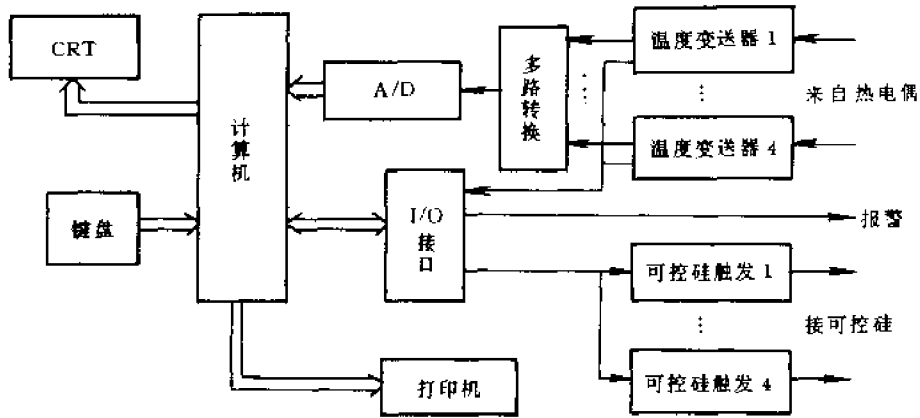 CRT
温度变送器 1
多路转换
A/D
来自热电偶
计算机
温度变送器 4
键盘
I/O接口
报警
可控硅触发 1
接可控硅
打印机
可控硅触发 4